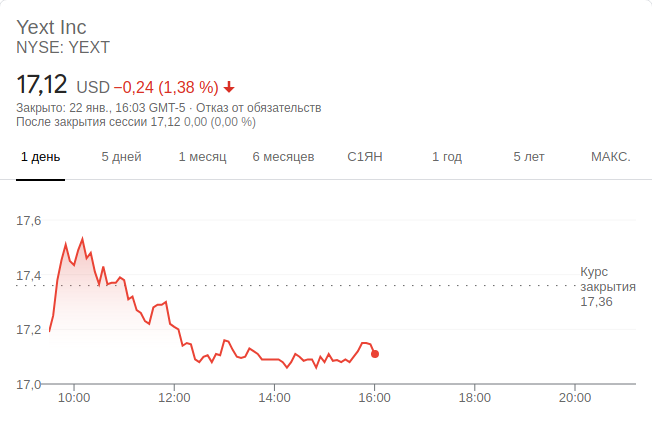 Yext Inc
NYSE: YEXT
17,12 USD −0,24 (1,38 %)
Закрыто: 22 янв., 16:03 GMT-5 · Отказ от обязательств
После закрытия сессии 17,12 0,00 (0,00 %)
1 день 5 дней 1 месяц 6 месяцев С1ЯН 1 год 5 лет МАКС.
17,6
17,4
Курс
закрытия
17,36
17,2
17,0
10:00 12:00 14:00 16:00 18:00 20:00